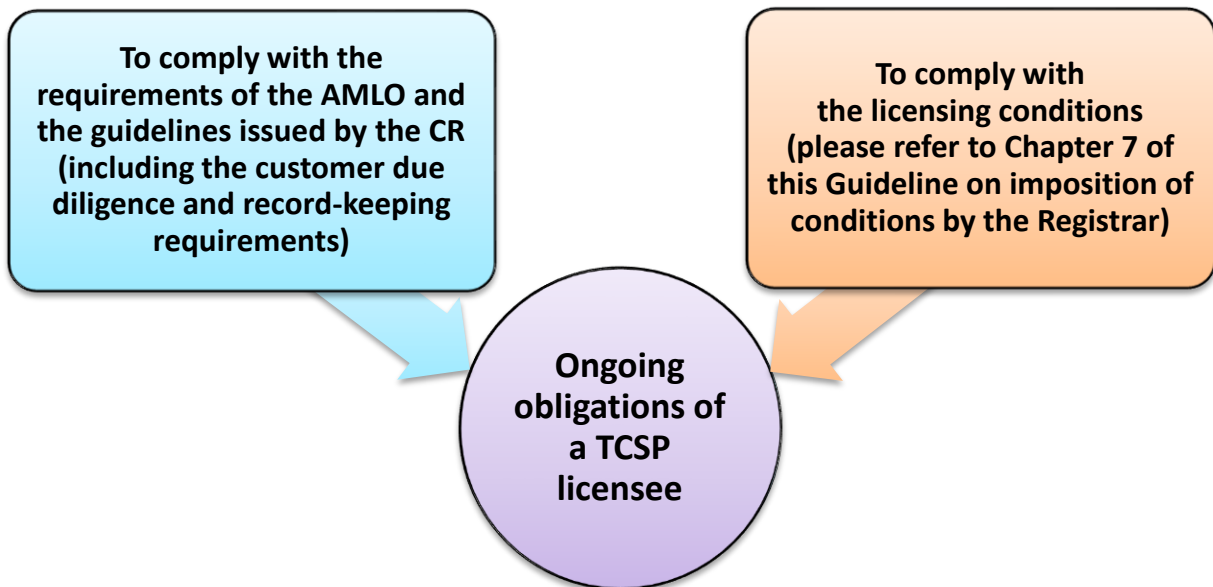 To comply with the
requirements of the AMLO and
the guidelines issued by the CR
(including the customer due
diligence and record-keeping
requirements)
To comply with
the licensing conditions
(please refer to Chapter 7 of
this Guideline on imposition of
conditions by the Registrar)
Ongoing
obligations of
a TCSP
licensee